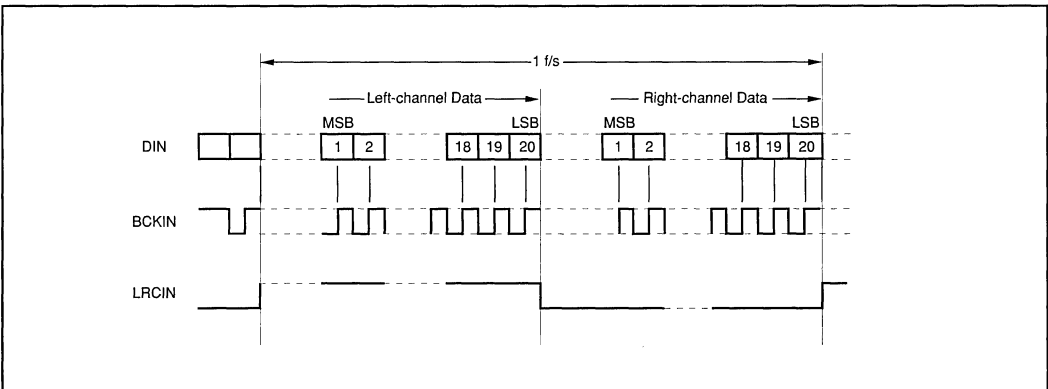 1 f/s
Left-channel Data Right-channel Data
MSB LSB MSB LSB
DIN 1 2 18 19 20 1 2 18 19 20
BCKIN
LRCIN